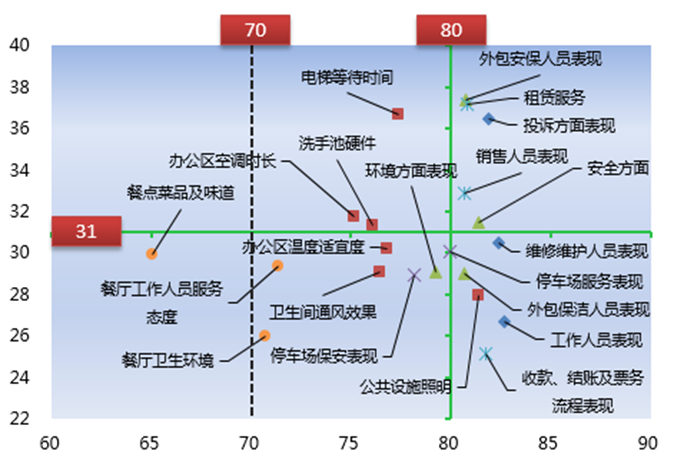 70
80
40
38
36
34
32
31
30
28
26
24
22
60
65
70
75
80
85
90
外包安保人员表现
电梯等待时间
租赁服务
投诉方面表现
洗手池硬件
销售人员表现
办公区空调时长
环境方面表现
安全方面
餐点菜品及味道
办公区温度适宜度
维修维护人员表现
停车场服务表现
餐厅工作人员服务
态度
卫生间通风效果
外包保洁人员表现
工作人员表现
餐厅卫生环境
停车场保安表现
公共设施照明
收款、结账及票务
流程表现